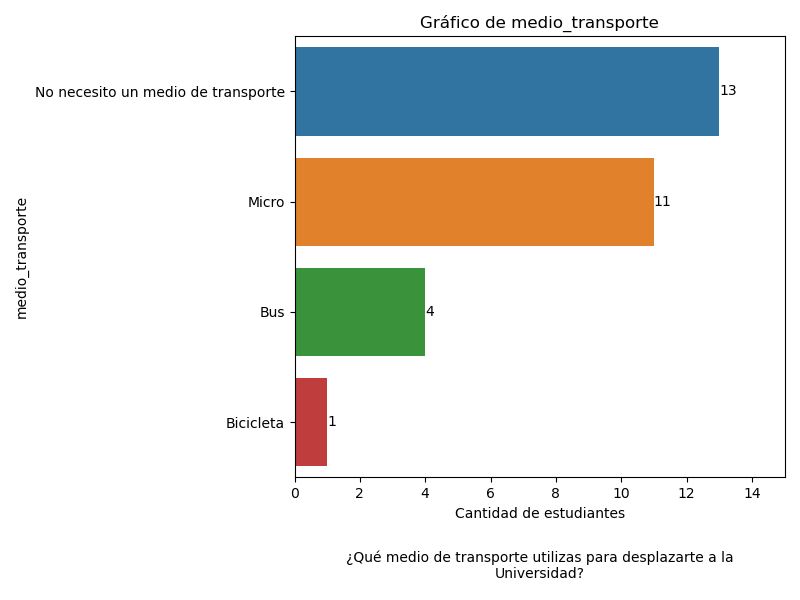 Gráfico de medio_transporte
medio_transporte
No necesito un medio de transporte
13
Micro
11
Bus
4
Bicicleta
1
0 2 4 6 8 10 12 14
Cantidad de estudiantes
¿Qué medio de transporte utilizas para desplazarte a la
Universidad?